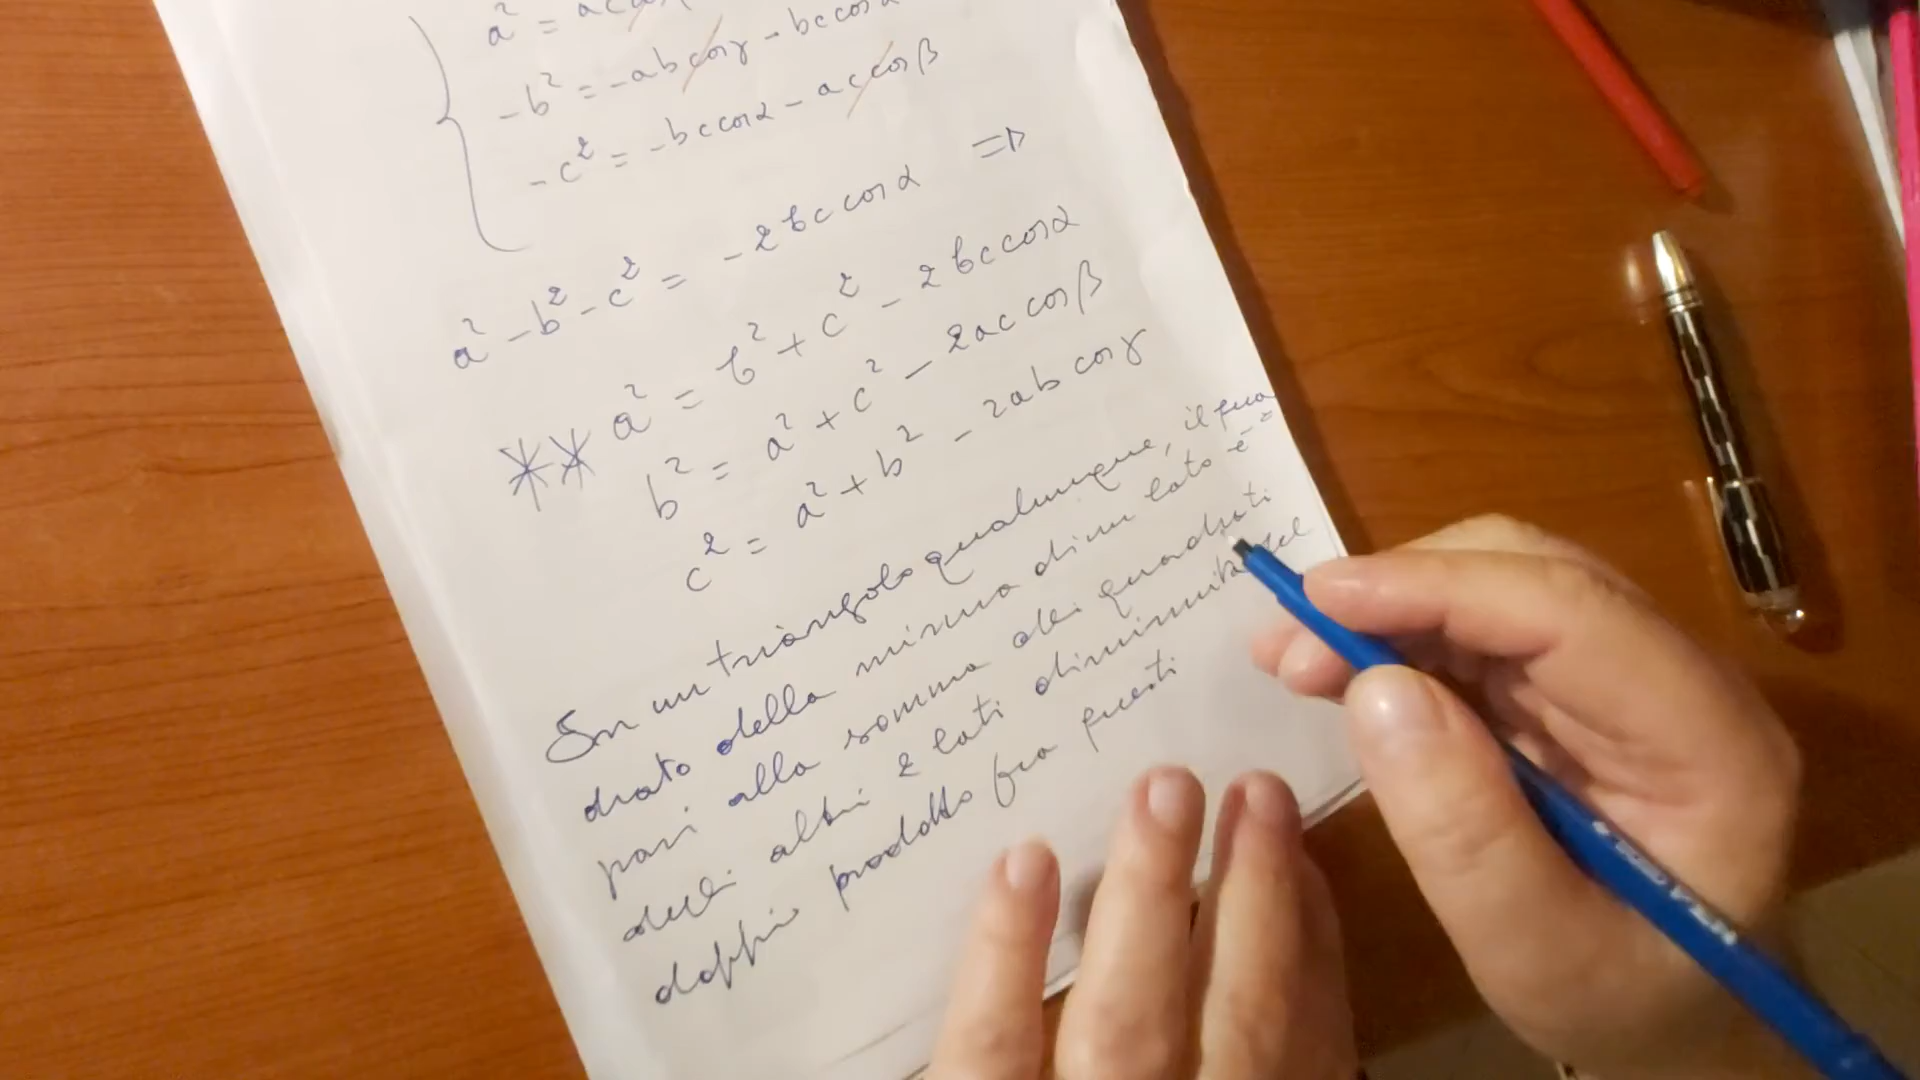 a² = ac
-b² = -ab cos γ - bc cos α
-c² = -bc cos α - ac cos β
a² - b² - c² = -2bc cos α ⇒
** a² = b² + c² - 2bc cos α
b² = a² + c² - 2ac cos β
c² = a² + b² - 2ab cos γ
In un triangolo qualunque, il qua
drato della misura di un lato è
pari alla somma dei quadrati
degli altri 2 lati diminuita del
doppio prodotto fra questi